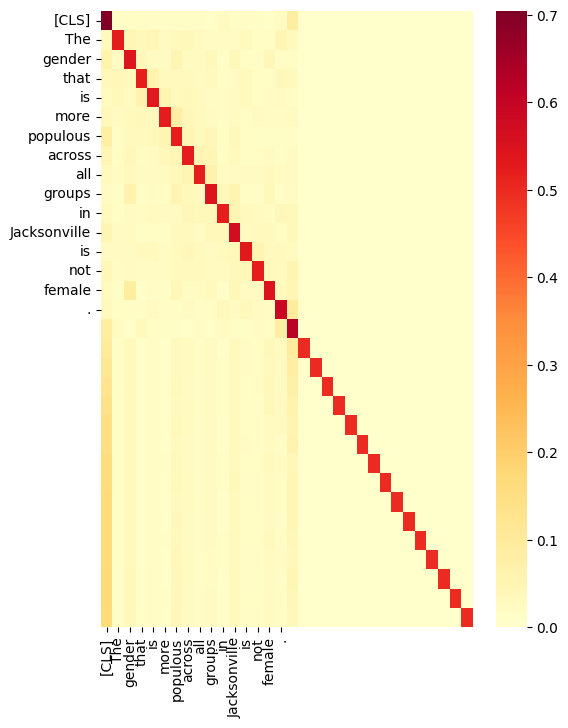 [CLS]
The
gender
that
is
more
populous
across
all
groups
in
Jacksonville
is
not
female
.
[CLS]
The
gender
that
is
more
populous
across
all
groups
in
Jacksonville
is
not
female
.
0.7
0.6
0.5
0.4
0.3
0.2
0.1
0.0